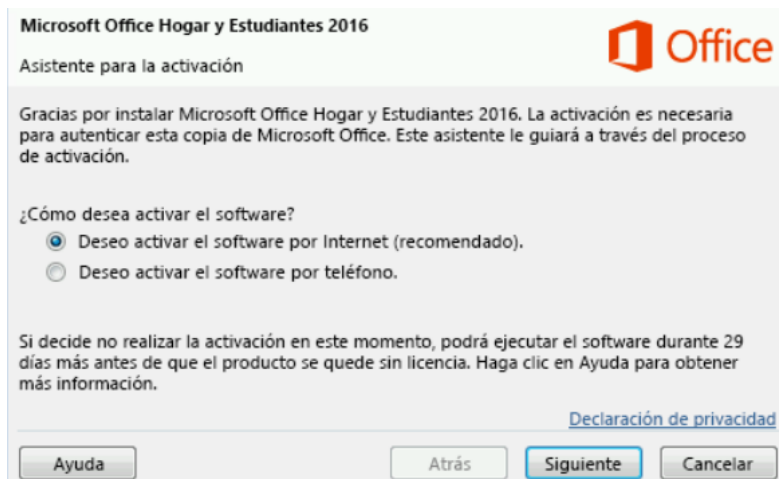 Microsoft Office Hogar y Estudiantes 2016
Office
Asistente para la activación
Gracias por instalar Microsoft Office Hogar y Estudiantes 2016. La activación es necesaria
para autenticar esta copia de Microsoft Office. Este asistente le guiará a través del proceso
de activación.
¿Cómo desea activar el software?
Deseo activar el software por Internet (recomendado).
Deseo activar el software por teléfono.
Si decide no realizar la activación en este momento, podrá ejecutar el software durante 29
días más antes de que el producto se quede sin licencia. Haga clic en Ayuda para obtener
más información.
Declaración de privacidad
Ayuda Atrás Siguiente Cancelar